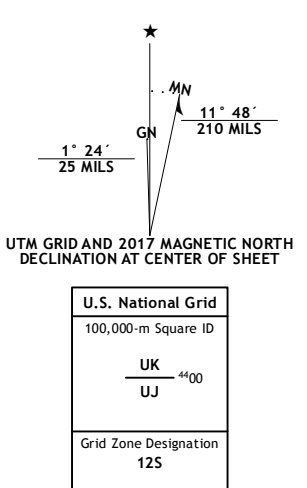 ★
MN
GN
11° 48´
210 MILS
1° 24´
25 MILS
UTM GRID AND 2017 MAGNETIC NORTH
DECLINATION AT CENTER OF SHEET
U.S. National Grid
100,000-m Square ID
UK
4400
UJ
Grid Zone Designation
12S